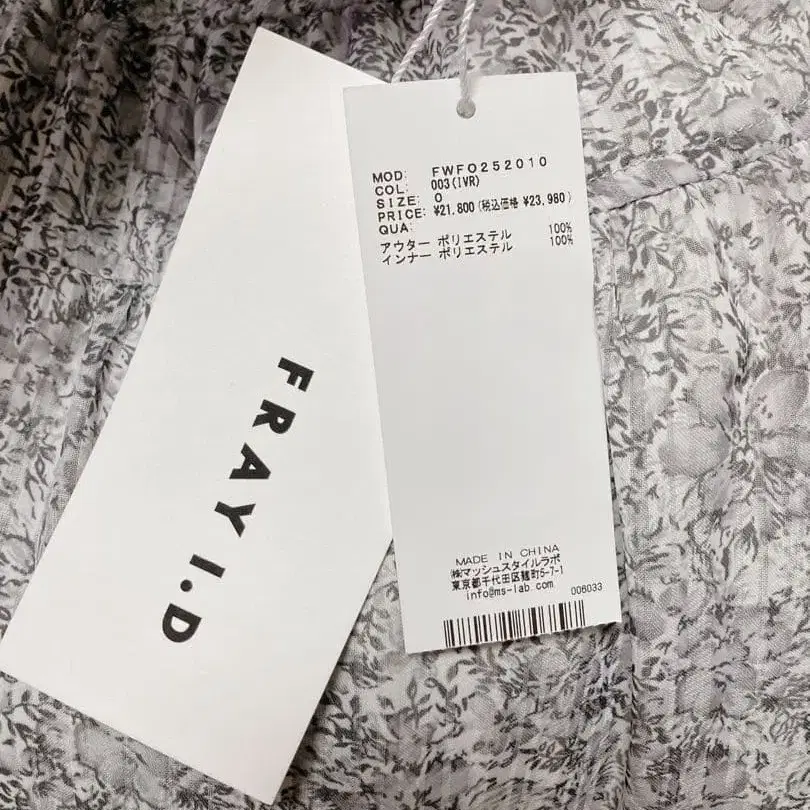 FRAY I.D
MOD: FWFO252010
COL: 003(IVR)
SIZE: 0
PRICE: ¥21,800(税込価格 ¥23,980)
QUA:
アウター ポリエステル 100%
インナー ポリエステル 100%
MADE IN CHINA
㈱マッシュスタイルラボ
東京都千代田区麹町5-7-1
info@ms-lab.com
006033